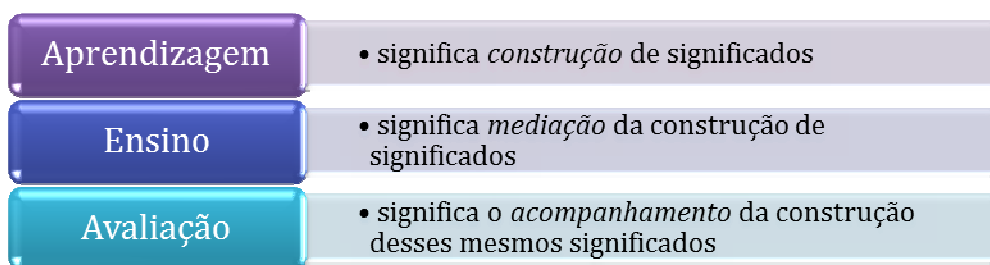 Aprendizagem
• significa construção de significados
Ensino
• significa mediação da construção de
significados
Avaliação
• significa o acompanhamento da construção
desses mesmos significados